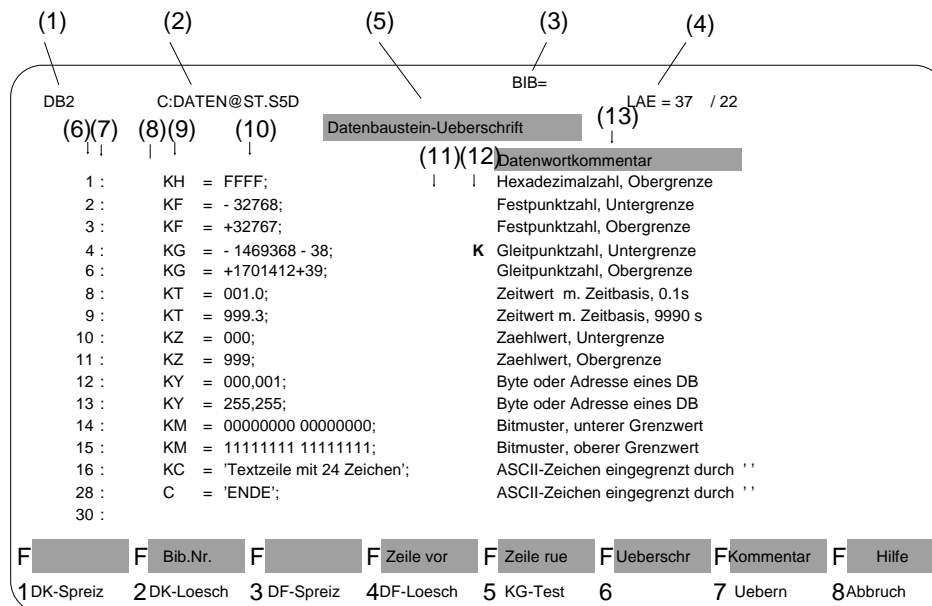 (1) (2) (5) (3) (4)
BIB=
DB2 C:DATEN@ST.S5D LAE = 37 / 22
(6)(7) (8)(9) (10) Datenbaustein-Ueberschrift (13)
(11)(12) Datenwortkommentar
1 : KH = FFFF; Hexadezimalzahl, Obergrenze
2 : KF = - 32768; Festpunktzahl, Untergrenze
3 : KF = +32767; Festpunktzahl, Obergrenze
4 : KG = - 1469368 - 38; K Gleitpunktzahl, Untergrenze
6 : KG = +1701412+39; Gleitpunktzahl, Obergrenze
8 : KT = 001.0; Zeitwert m. Zeitbasis, 0.1s
9 : KT = 999.3; Zeitwert m. Zeitbasis, 9990 s
10 : KZ = 000; Zaehlwert, Untergrenze
11 : KZ = 999; Zaehlwert, Obergrenze
12 : KY = 000,001; Byte oder Adresse eines DB
13 : KY = 255,255; Byte oder Adresse eines DB
14 : KM = 00000000 00000000; Bitmuster, unterer Grenzwert
15 : KM = 11111111 11111111; Bitmuster, oberer Grenzwert
16 : KC = 'Textzeile mit 24 Zeichen'; ASCII-Zeichen eingegrenzt durch ' '
28 : C = 'ENDE'; ASCII-Zeichen eingegrenzt durch ' '
30 :
F F Bib.Nr. F F Zeile vor F Zeile rue F Ueberschr F Kommentar F Hilfe
1 DK-Spreiz 2 DK-Loesch 3 DF-Spreiz 4 DF-Loesch 5 KG-Test 6 7 Uebern 8 Abbruch